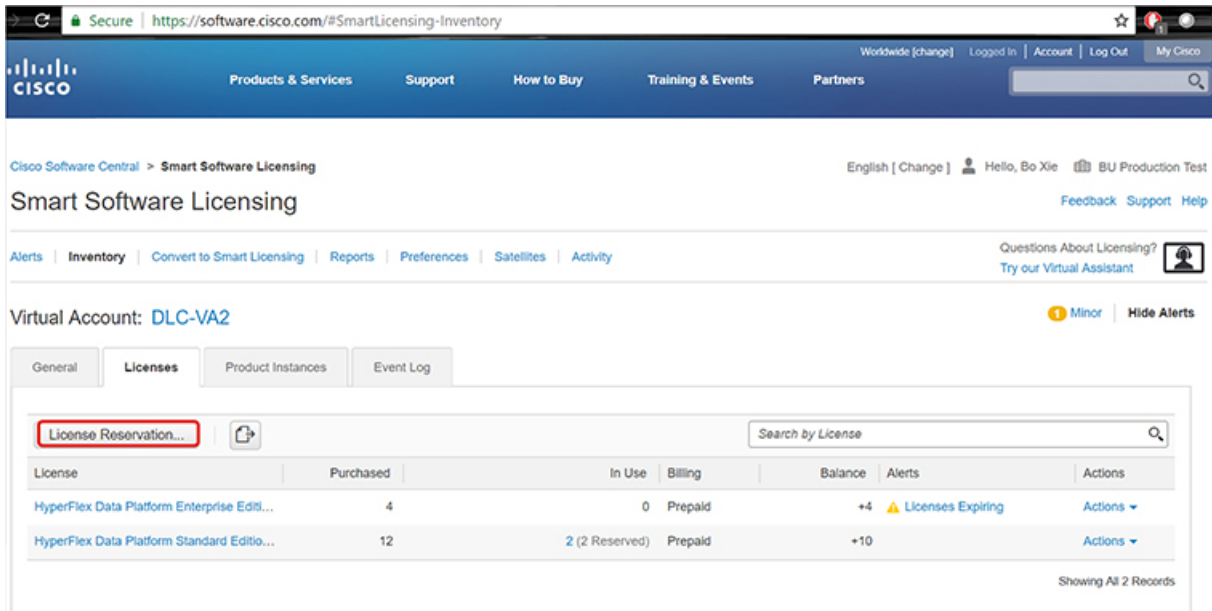 Secure | https://software.cisco.com/#SmartLicensing-Inventory
1
Worldwide [change] Logged In | Account | Log Out My Cisco
CISCO
Products & Services Support How to Buy Training & Events Partners
Cisco Software Central > Smart Software Licensing
English [ Change ] Hello, Bo Xie BU Production Test
Smart Software Licensing
Feedback Support Help
Alerts | Inventory | Convert to Smart Licensing | Reports | Preferences | Satellites | Activity
Questions About Licensing?
Try our Virtual Assistant
Virtual Account: DLC-VA2
1 Minor | Hide Alerts
General Licenses Product Instances Event Log
License Reservation...
Search by License
License Purchased In Use Billing Balance Alerts Actions
HyperFlex Data Platform Enterprise Editi... 4 0 Prepaid +4 Licenses Expiring Actions
HyperFlex Data Platform Standard Editio... 12 2 (2 Reserved) Prepaid +10 Actions
Showing All 2 Records